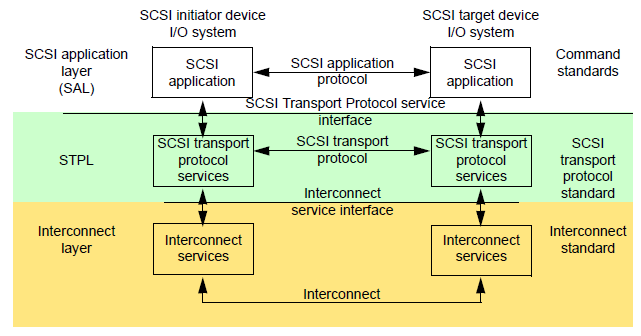 SCSI initiator device
I/O system
SCSI target device
I/O system
SCSI application
layer
(SAL)
SCSI
application
SCSI application
protocol
SCSI
application
Command
standards
SCSI Transport Protocol service
interface
STPL
SCSI transport
protocol
services
SCSI transport
protocol
SCSI transport
protocol
services
SCSI
transport
protocol
standard
Interconnect
service interface
Interconnect
layer
Interconnect
services
Interconnect
services
Interconnect
standard
Interconnect